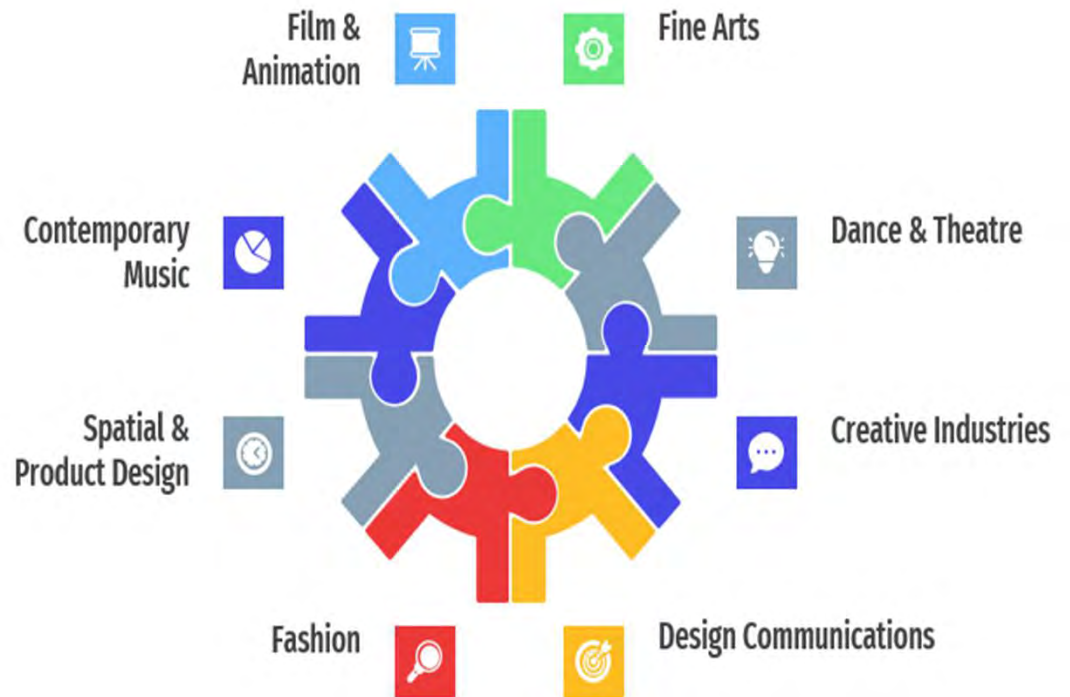 Film &
Animation
Fine Arts
Contemporary
Music
Dance & Theatre
Spatial &
Product Design
Creative Industries
Fashion
Design Communications